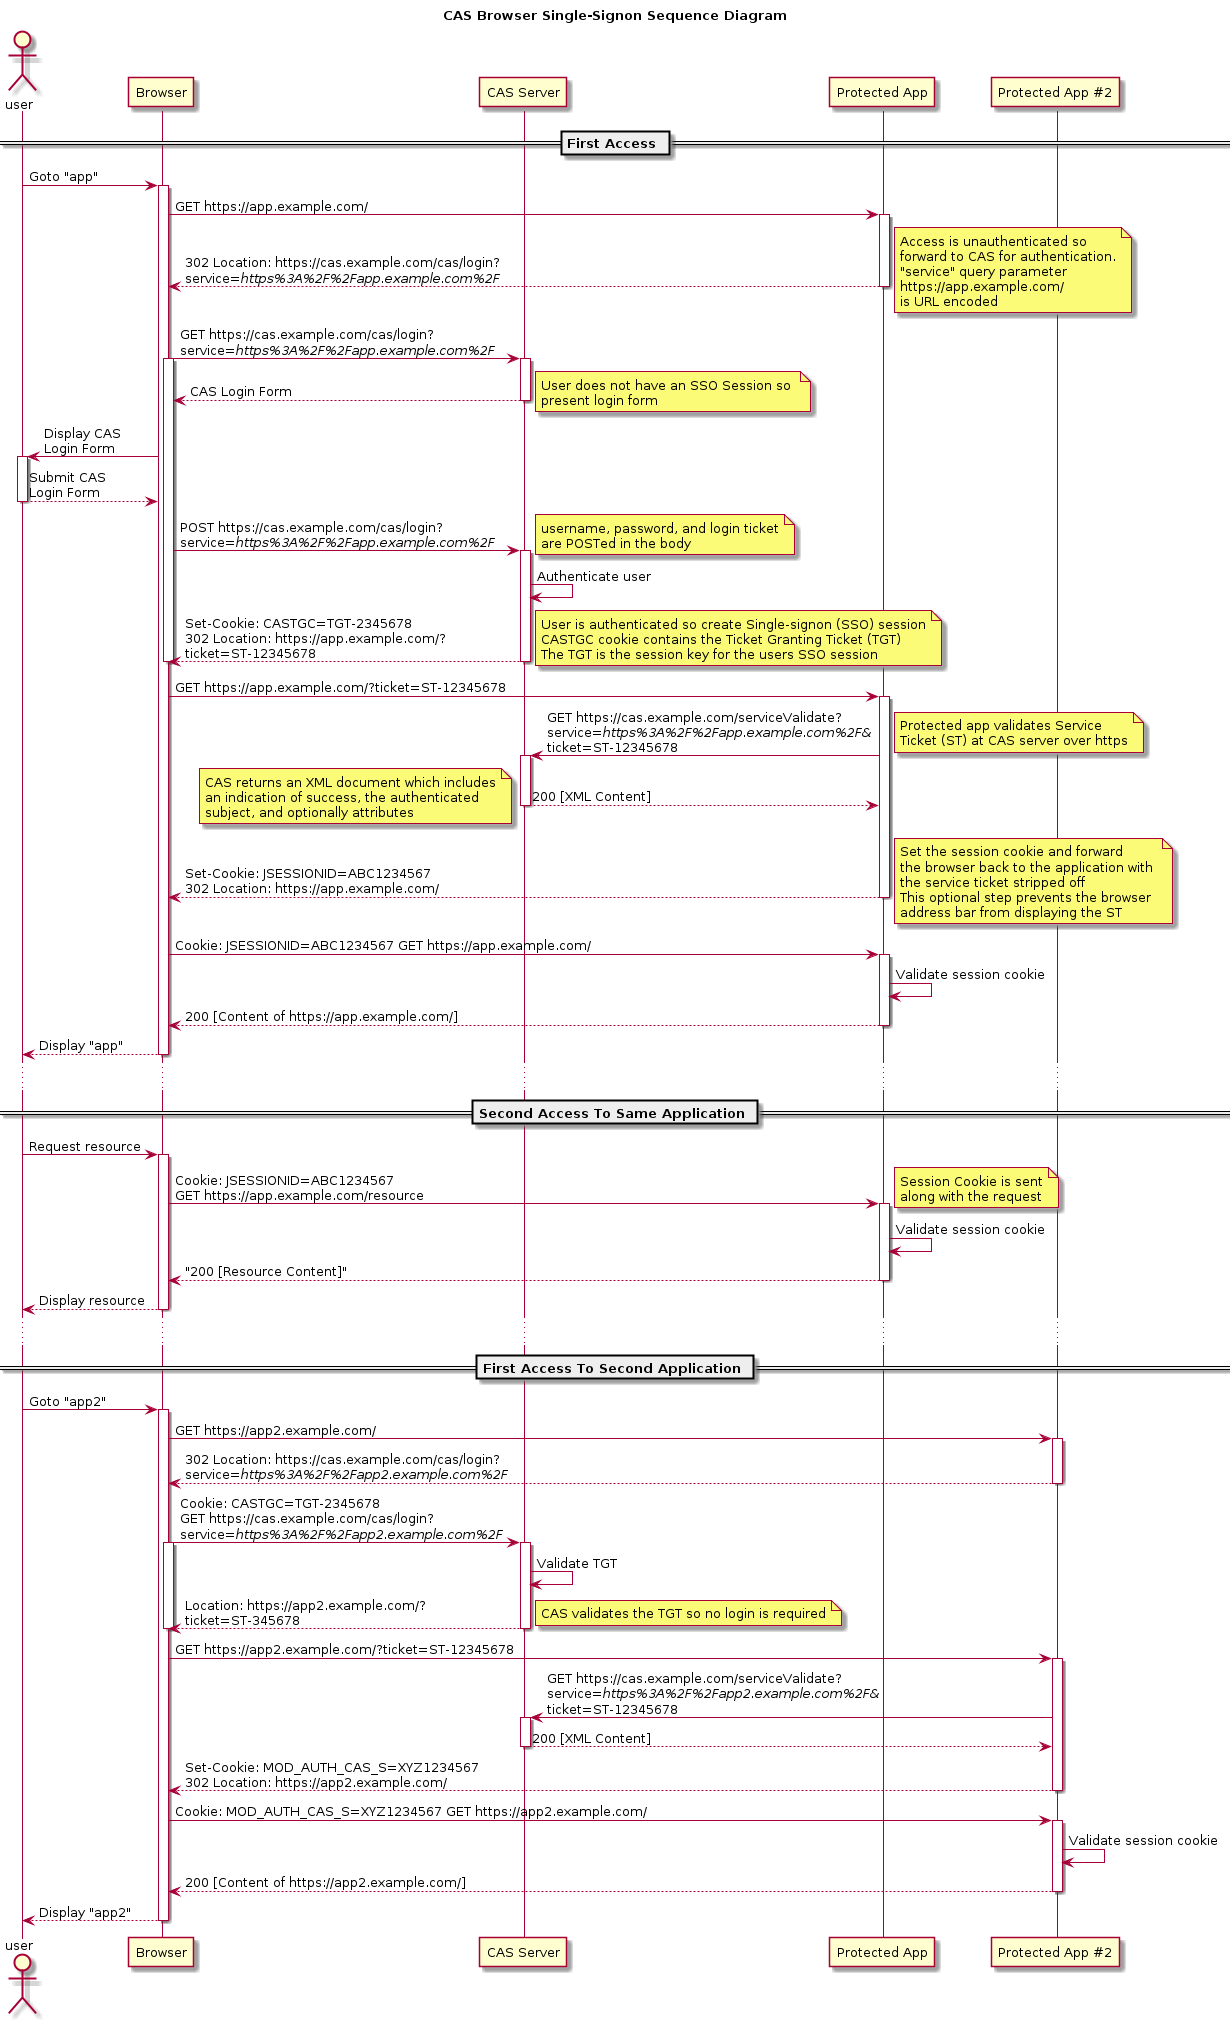 CAS Browser Single-Signon Sequence Diagram
user
Browser
CAS Server
Protected App
Protected App #2
First Access
Goto "app"
GET https://app.example.com/
Access is unauthenticated so
forward to CAS for authentication.
"service" query parameter
https://app.example.com/
is URL encoded
302 Location: https://cas.example.com/cas/login?
service=https%3A%2F%2Fapp.example.com%2F
GET https://cas.example.com/cas/login?
service=https%3A%2F%2Fapp.example.com%2F
User does not have an SSO Session so
present login form
CAS Login Form
Display CAS
Login Form
Submit CAS
Login Form
POST https://cas.example.com/cas/login?
service=https%3A%2F%2Fapp.example.com%2F
username, password, and login ticket
are POSTed in the body
Authenticate user
Set-Cookie: CASTGC=TGT-2345678
302 Location: https://app.example.com/?
ticket=ST-12345678
User is authenticated so create Single-signon (SSO) session
CASTGC cookie contains the Ticket Granting Ticket (TGT)
The TGT is the session key for the users SSO session
GET https://app.example.com/?ticket=ST-12345678
GET https://cas.example.com/serviceValidate?
service=https%3A%2F%2Fapp.example.com%2F&
ticket=ST-12345678
Protected app validates Service
Ticket (ST) at CAS server over https
CAS returns an XML document which includes
an indication of success, the authenticated
subject, and optionally attributes
200 [XML Content]
Set the session cookie and forward
the browser back to the application with
the service ticket stripped off
This optional step prevents the browser
address bar from displaying the ST
Set-Cookie: JSESSIONID=ABC1234567
302 Location: https://app.example.com/
Cookie: JSESSIONID=ABC1234567 GET https://app.example.com/
Validate session cookie
200 [Content of https://app.example.com/]
Display "app"
Second Access To Same Application
Request resource
Cookie: JSESSIONID=ABC1234567
GET https://app.example.com/resource
Session Cookie is sent
along with the request
Validate session cookie
"200 [Resource Content]"
Display resource
First Access To Second Application
Goto "app2"
GET https://app2.example.com/
302 Location: https://cas.example.com/cas/login?
service=https%3A%2F%2Fapp2.example.com%2F
Cookie: CASTGC=TGT-2345678
GET https://cas.example.com/cas/login?
service=https%3A%2F%2Fapp2.example.com%2F
Validate TGT
Location: https://app2.example.com/?
ticket=ST-345678
CAS validates the TGT so no login is required
GET https://app2.example.com/?ticket=ST-12345678
GET https://cas.example.com/serviceValidate?
service=https%3A%2F%2Fapp2.example.com%2F&
ticket=ST-12345678
200 [XML Content]
Set-Cookie: MOD_AUTH_CAS_S=XYZ1234567
302 Location: https://app2.example.com/
Cookie: MOD_AUTH_CAS_S=XYZ1234567 GET https://app2.example.com/
Validate session cookie
200 [Content of https://app2.example.com/]
Display "app2"
user
Browser
CAS Server
Protected App
Protected App #2